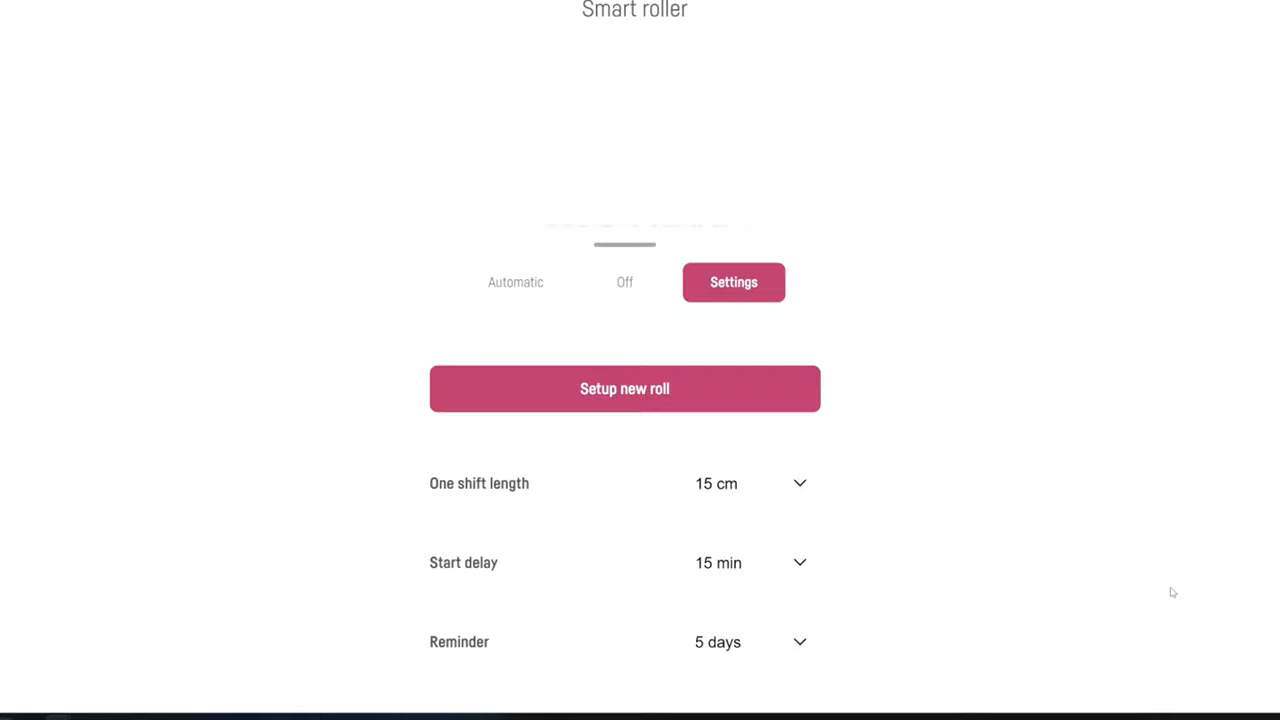 Smart roller
Automatic Off Settings
Setup new roll
One shift length 15 cm
Start delay 15 min
Reminder 5 days